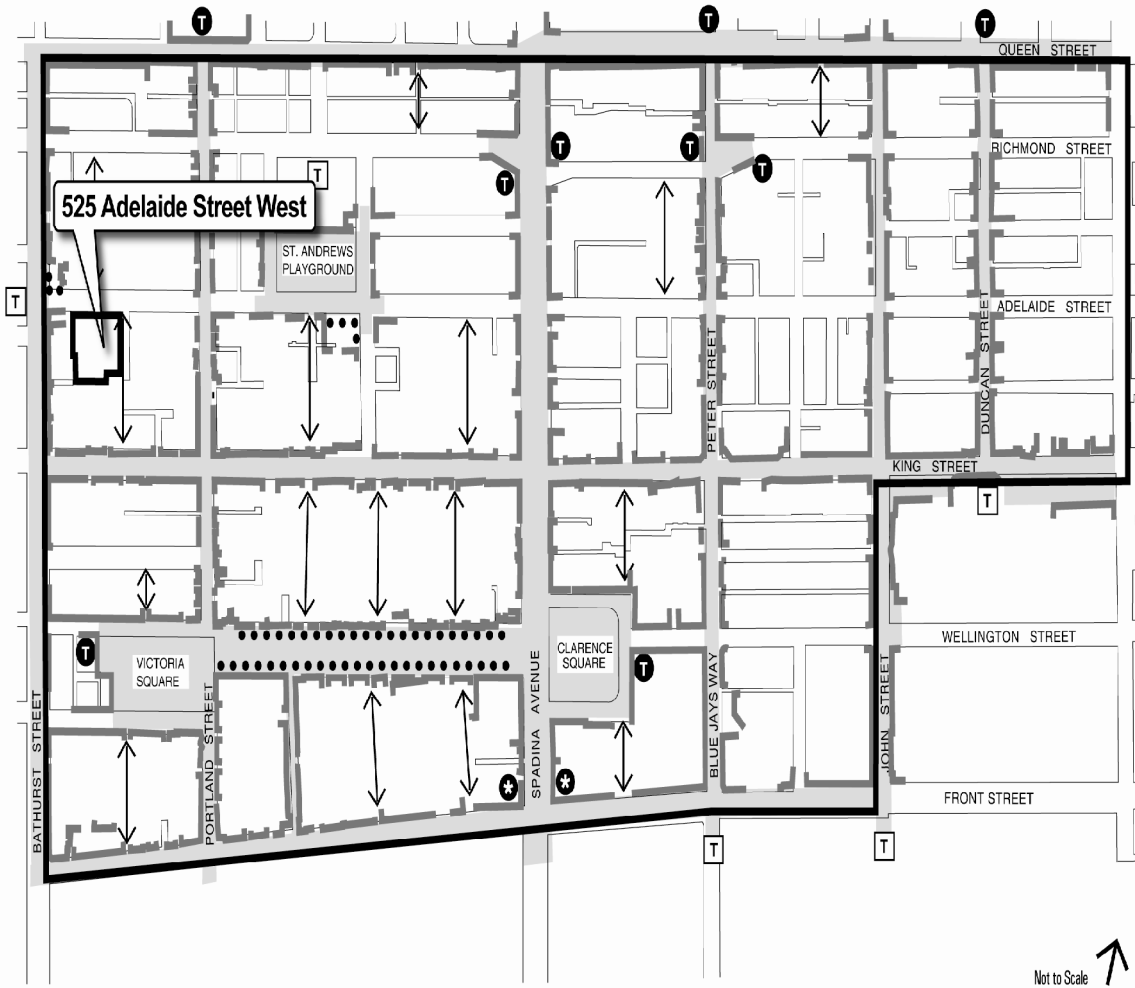 T
T
T
QUEEN STREET
T
T
T
T
RICHMOND STREET
T
525 Adelaide Street West
ST. ANDREWS
PLAYGROUND
T
ADELAIDE STREET
PETER STREET
DUNCAN STREET
KING STREET
T
WELLINGTON STREET
T
VICTORIA
SQUARE
CLARENCE
SQUARE
T
BATHURST STREET
PORTLAND STREET
SPADINA AVENUE
BLUE JAYS WAY
JOHN STREET
*
*
FRONT STREET
T
T
Not to Scale